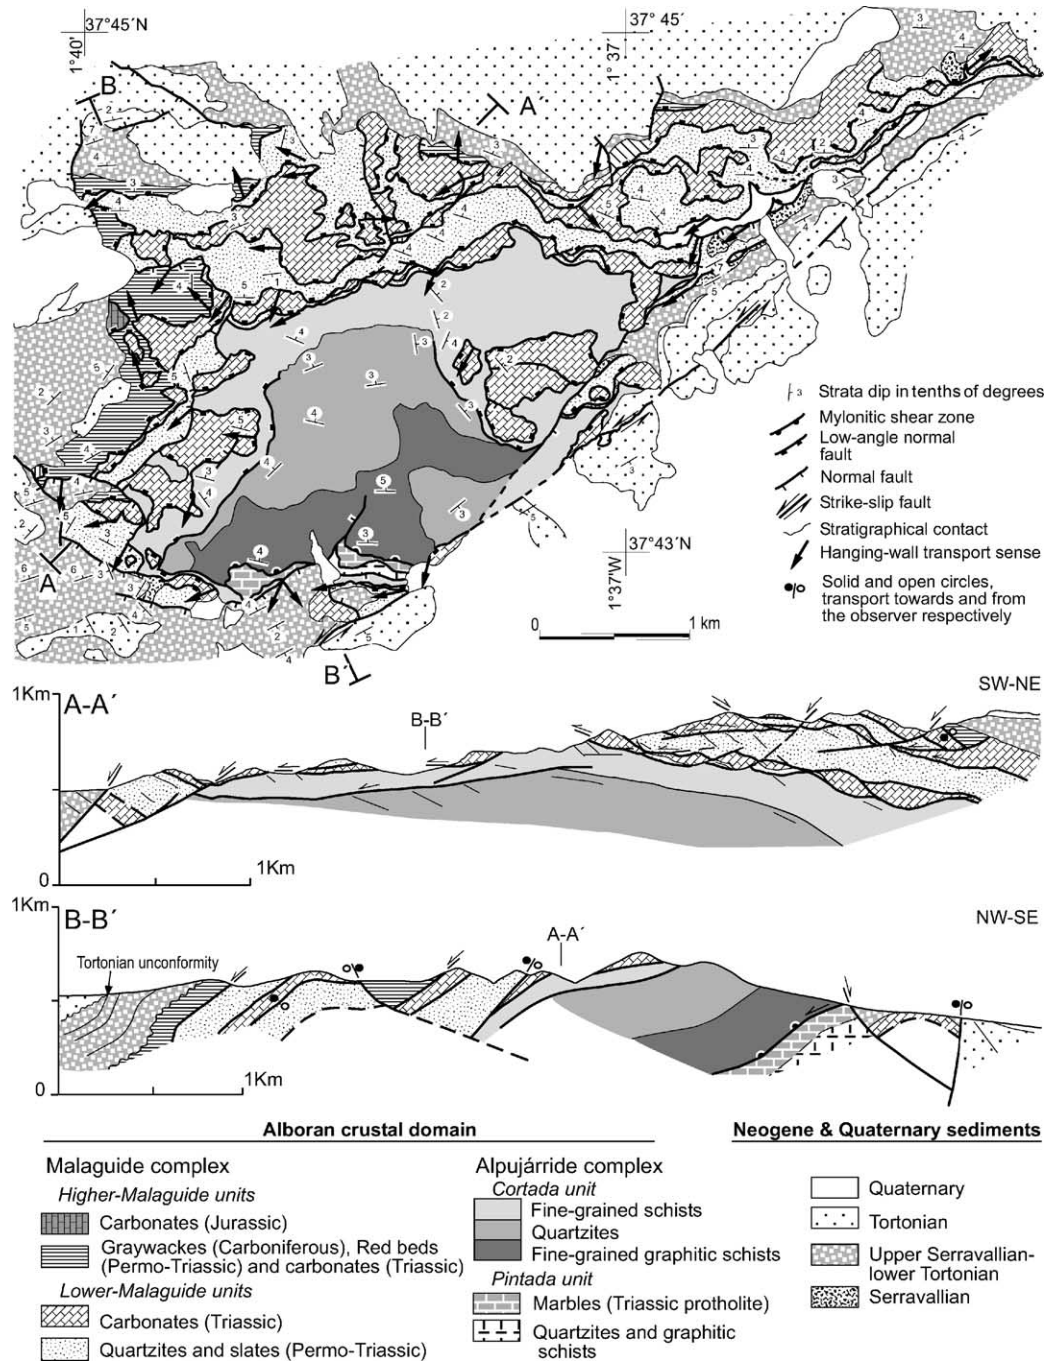 37°45´N
37° 45´
1°40'
1° 37'
B
A
Strata dip in tenths of degrees
Mylonitic shear zone
Low-angle normal
fault
Normal fault
Strike-slip fault
Stratigraphical contact
Hanging-wall transport sense
Solid and open circles,
transport towards and from
the observer respectively
37°43´N
1°37'W
A´
0 1 km
B´
1Km
A-A´
B-B´
SW-NE
0
1Km
1Km
B-B´
A-A´
NW-SE
Tortonian unconformity
0
1Km
Alboran crustal domain
Neogene & Quaternary sediments
Malaguide complex
Higher-Malaguide units
Carbonates (Jurassic)
Graywackes (Carboniferous), Red beds
(Permo-Triassic) and carbonates (Triassic)
Lower-Malaguide units
Carbonates (Triassic)
Quartzites and slates (Permo-Triassic)
Alpujárride complex
Cortada unit
Fine-grained schists
Quartzites
Fine-grained graphitic schists
Pintada unit
Marbles (Triassic protholite)
Quartzites and graphitic
schists
Quaternary
Tortonian
Upper Serravallian-
lower Tortonian
Serravallian